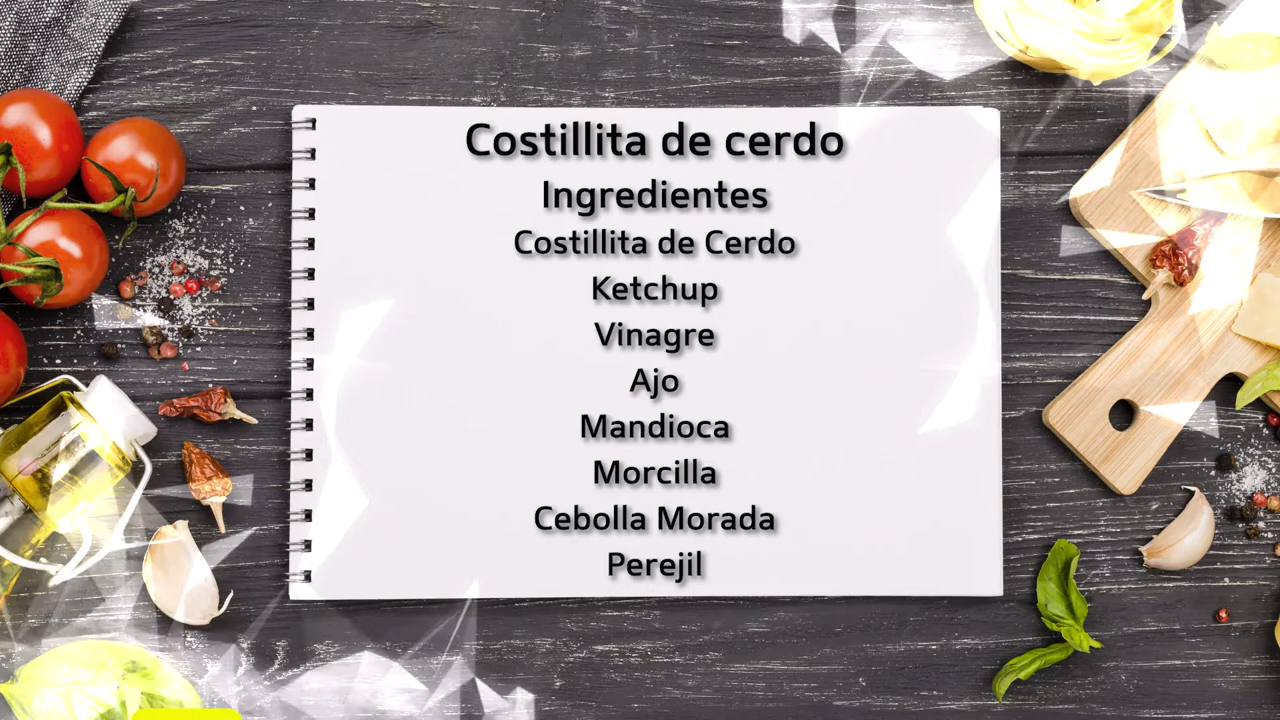 Costillita de cerdo
Ingredientes
Costillita de Cerdo
Ketchup
Vinagre
Ajo
Mandioca
Morcilla
Cebolla Morada
Perejil